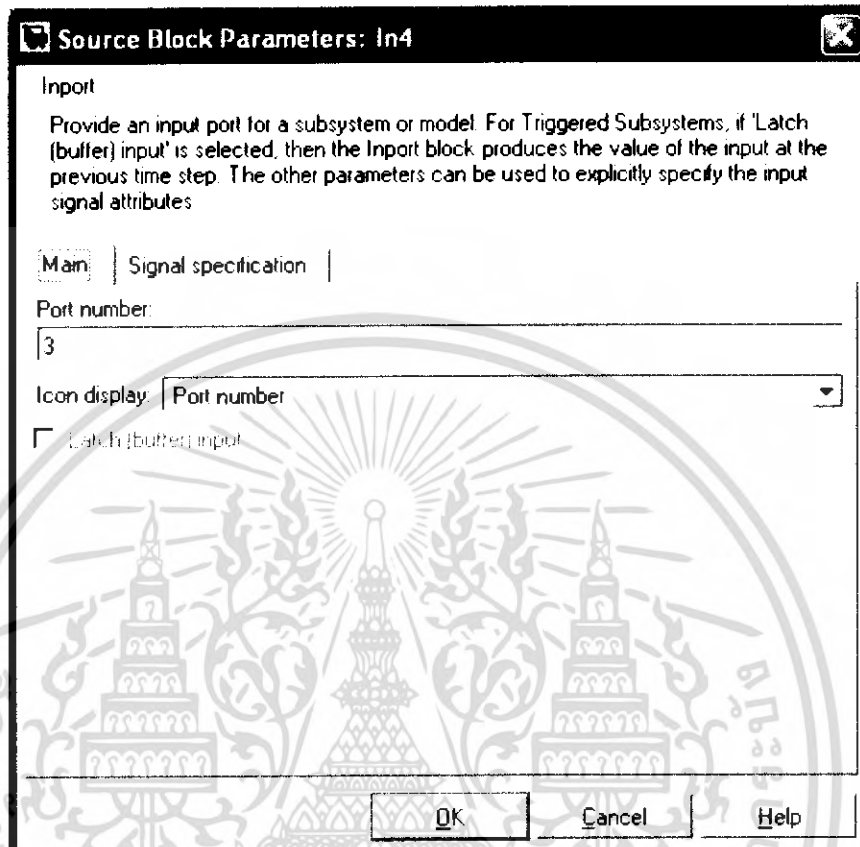 Source Block Parameters: In4
Inport
Provide an input port for a subsystem or model. For Triggered Subsystems, if 'Latch
(buffer) input' is selected, then the Inport block produces the value of the input at the
previous time step. The other parameters can be used to explicitly specify the input
signal attributes
Main Signal specification
Port number:
3
Icon display: Port number
Latch (buffer) input
OK Cancel Help